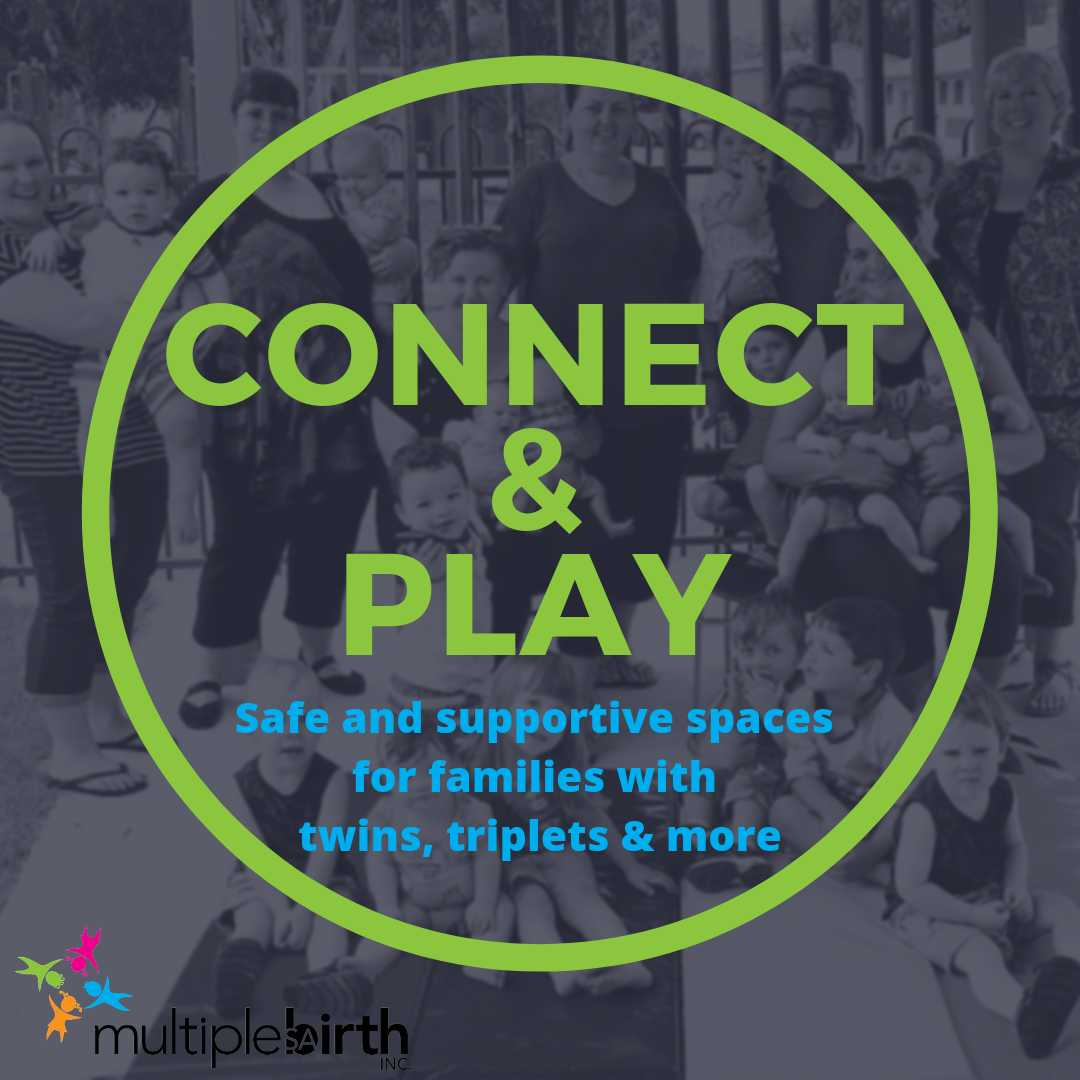 CONNECT
&
PLAY
Safe and supportive spaces
for families with
twins, triplets & more
multiple birth
SA
INC.